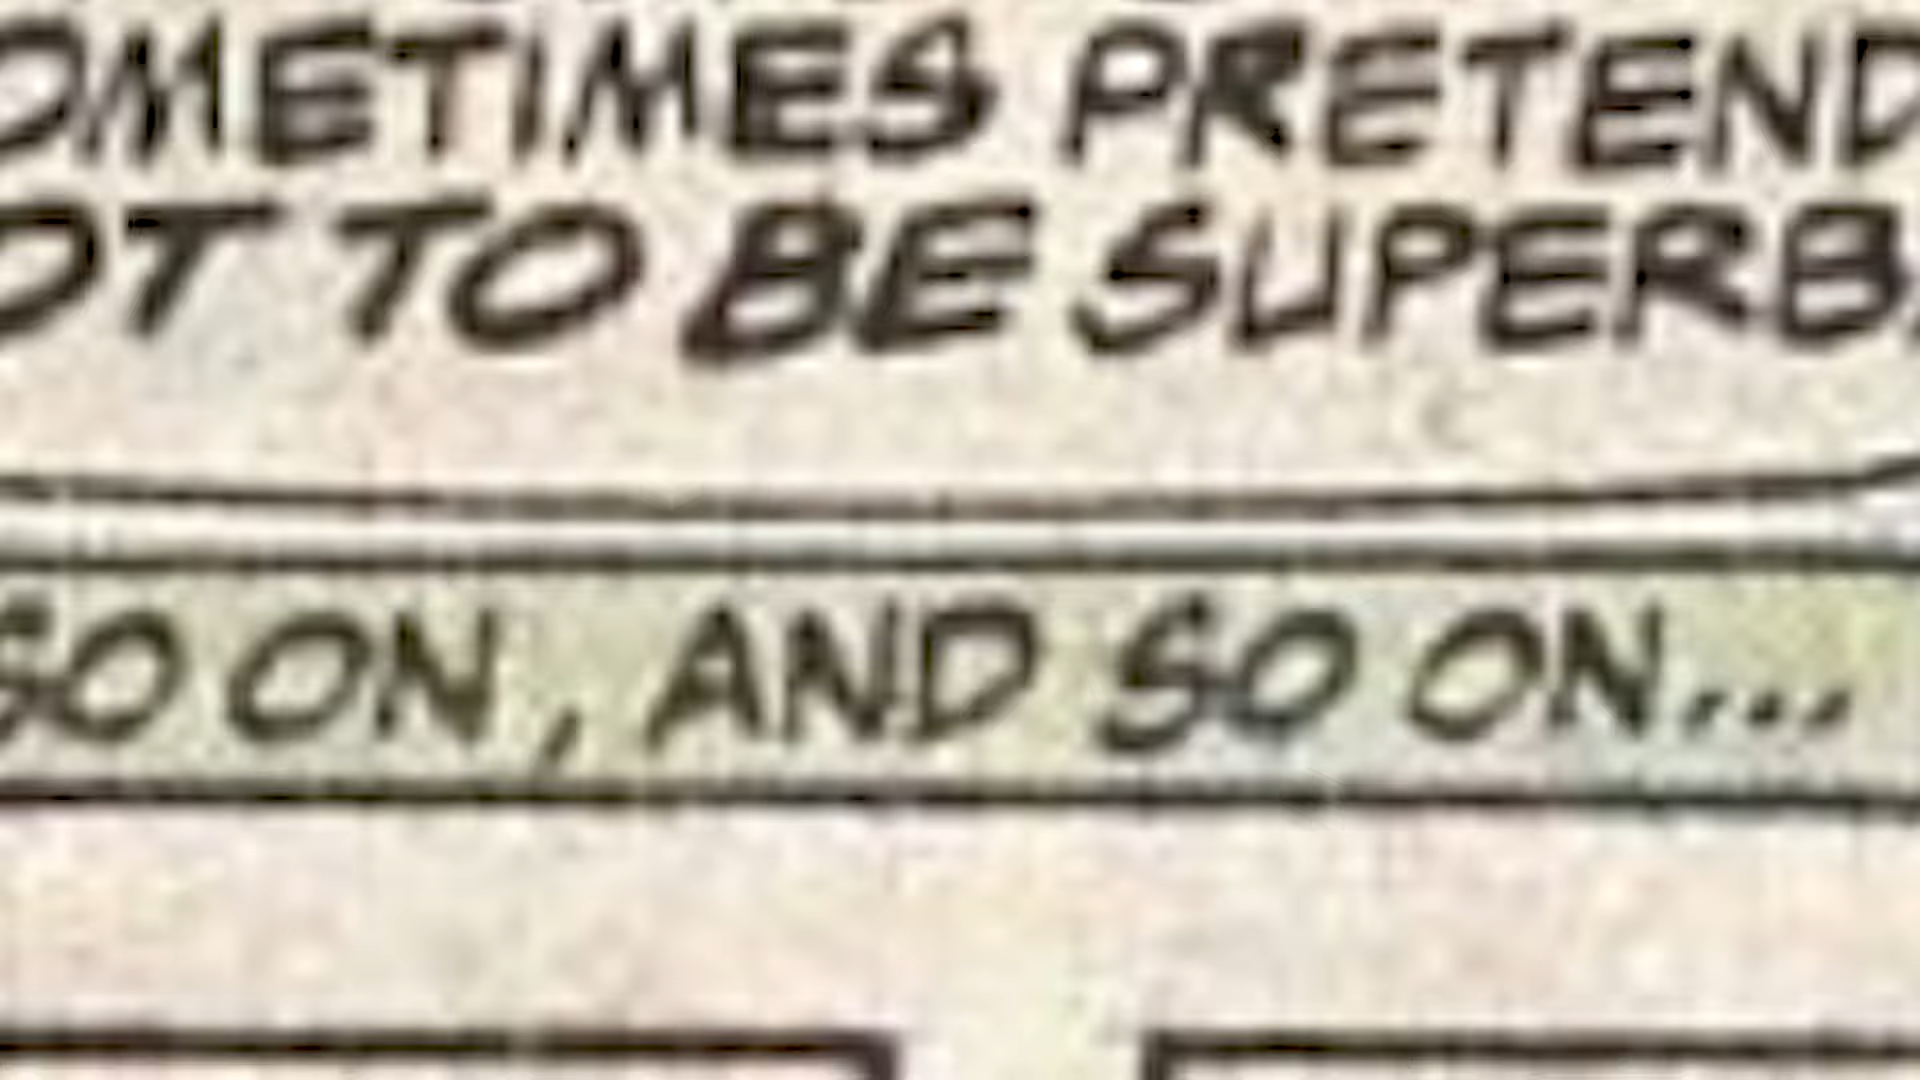 OMETIMES PRETEND
OT TO BE SUPERB
SO ON, AND SO ON...